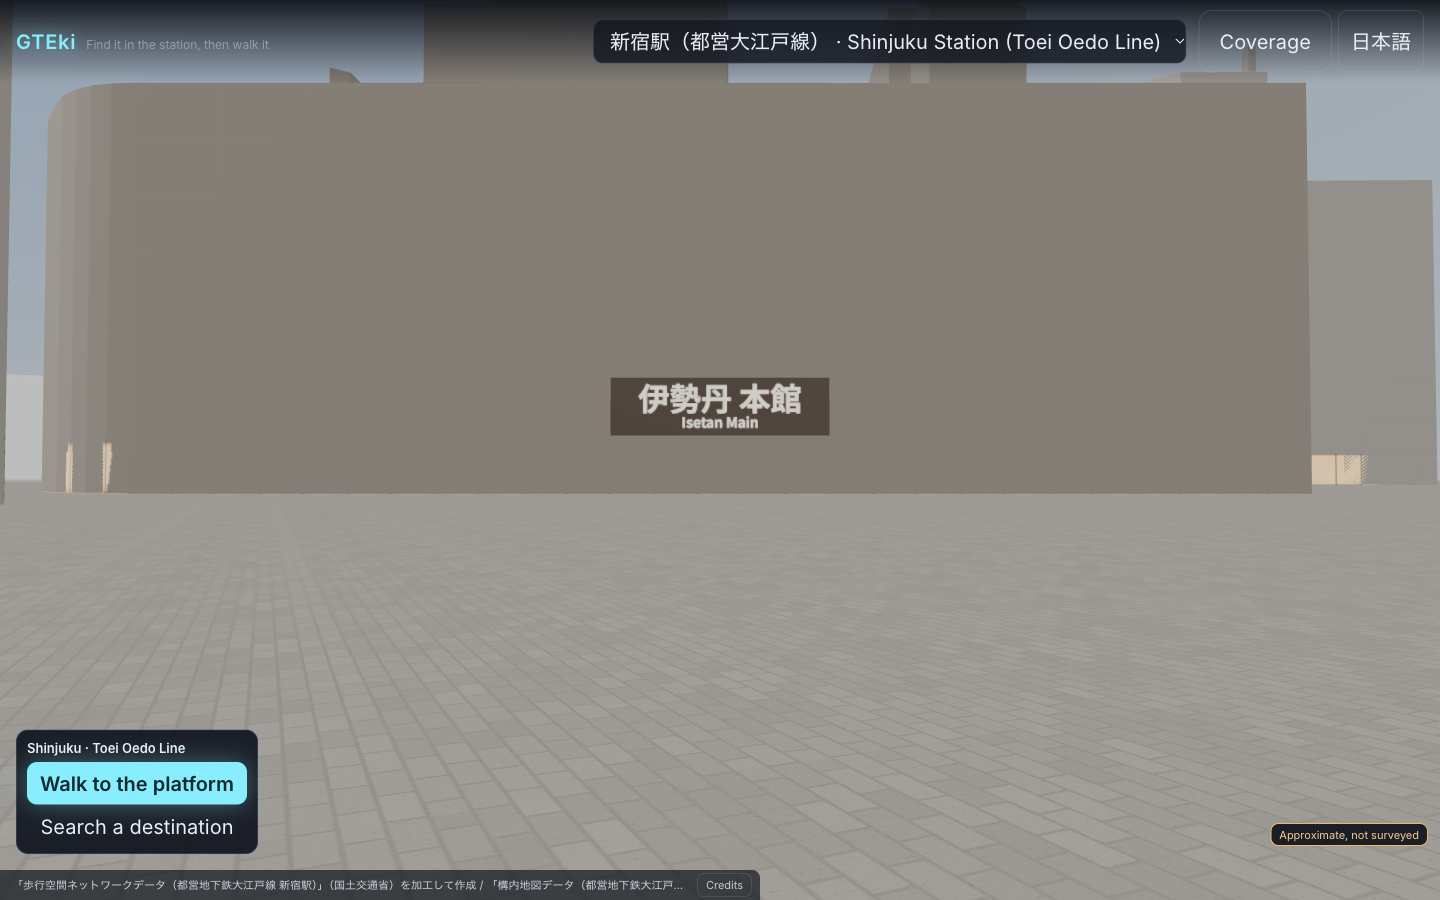 GTEki
Find it in the station, then walk it
新宿駅（都営大江戸線） · Shinjuku Station (Toei Oedo Line)
Coverage
日本語
伊勢丹 本館
Isetan Main
Shinjuku · Toei Oedo Line
Walk to the platform
Search a destination
Approximate, not surveyed
「歩行空間ネットワークデータ（都営地下鉄大江戸線 新宿駅）」（国土交通省）を加工して作成 / 「構内地図データ（都営地下鉄大江戸...
Credits